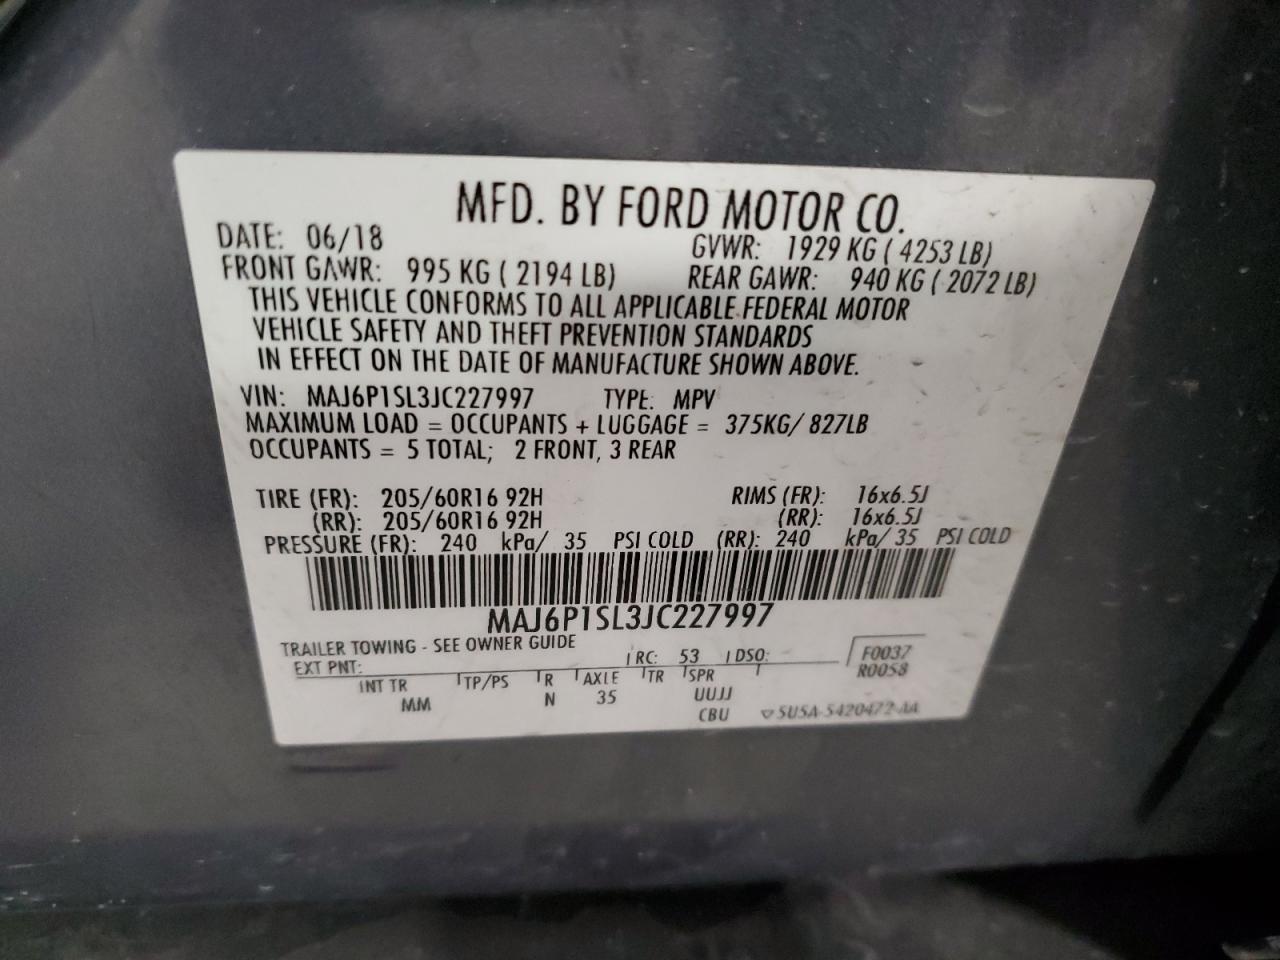 MFD. BY FORD MOTOR CO.
DATE: 06/18 GVWR: 1929 KG ( 4253 LB)
FRONT GAWR: 995 KG ( 2194 LB) REAR GAWR: 940 KG ( 2072 LB)
THIS VEHICLE CONFORMS TO ALL APPLICABLE FEDERAL MOTOR
VEHICLE SAFETY AND THEFT PREVENTION STANDARDS
IN EFFECT ON THE DATE OF MANUFACTURE SHOWN ABOVE.
VIN: MAJ6P1SL3JC227997 TYPE: MPV
MAXIMUM LOAD = OCCUPANTS + LUGGAGE = 375KG/ 827LB
OCCUPANTS = 5 TOTAL; 2 FRONT, 3 REAR
TIRE (FR): 205/60R16 92H RIMS (FR): 16x6.5J
(RR): 205/60R16 92H (RR): 16x6.5J
PRESSURE (FR): 240 kPa/ 35 PSI COLD (RR): 240 kPa/ 35 PSI COLD
MAJ6P1SL3JC227997
TRAILER TOWING - SEE OWNER GUIDE
EXT PNT: RC: 53 DSO: F0037
R0058
INT TR TP/PS R AXLE TR SPR
MM N 35 UUJJ
CBU 5U5A-5420472-AA